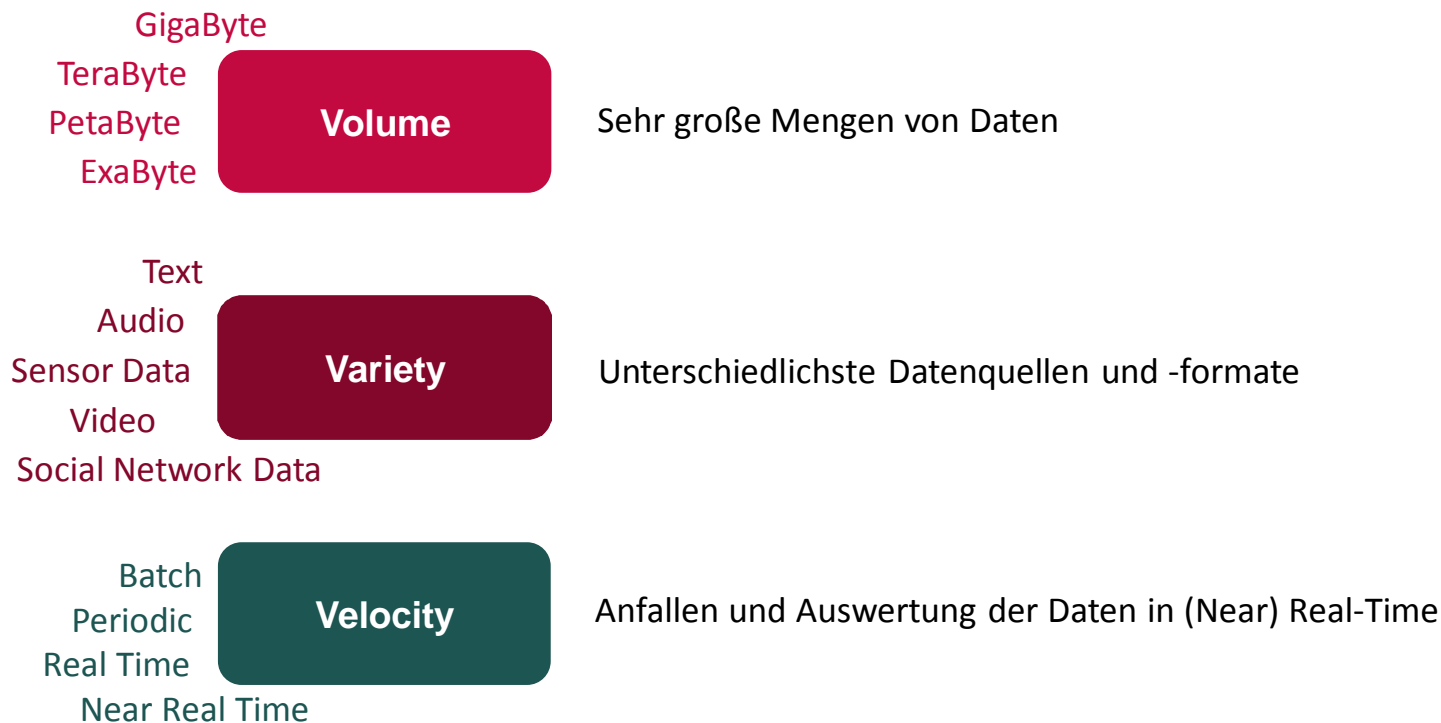 GigaByte
TeraByte
PetaByte
ExaByte
Volume
Sehr große Mengen von Daten
Text
Audio
Sensor Data
Video
Social Network Data
Variety
Unterschiedlichste Datenquellen und -formate
Batch
Periodic
Real Time
Near Real Time
Velocity
Anfallen und Auswertung der Daten in (Near) Real-Time